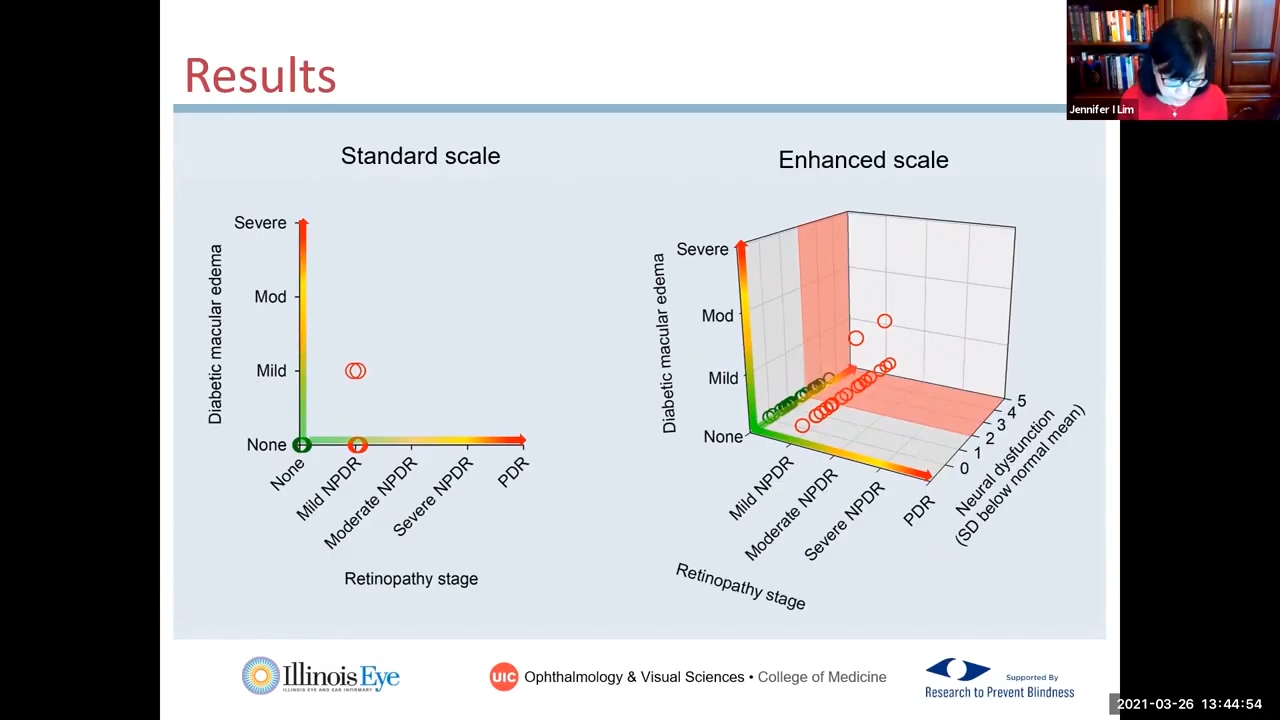 Results
Jennifer I Lim
Standard scale
Severe
Mod
Mild
None
Diabetic macular edema
None
Mild NPDR
Moderate NPDR
Severe NPDR
PDR
Retinopathy stage
Enhanced scale
Severe
Mod
Mild
None
Diabetic macular edema
Mild NPDR
Moderate NPDR
Severe NPDR
PDR
Retinopathy stage
0
1
2
3
4
5
Neural dysfunction
(SD below normal mean)
Illinois Eye
ILLINOIS EYE AND EAR INFIRMARY
UIC Ophthalmology & Visual Sciences • College of Medicine
Supported By
Research to Prevent Blindness
2021-03-26 13:44:54